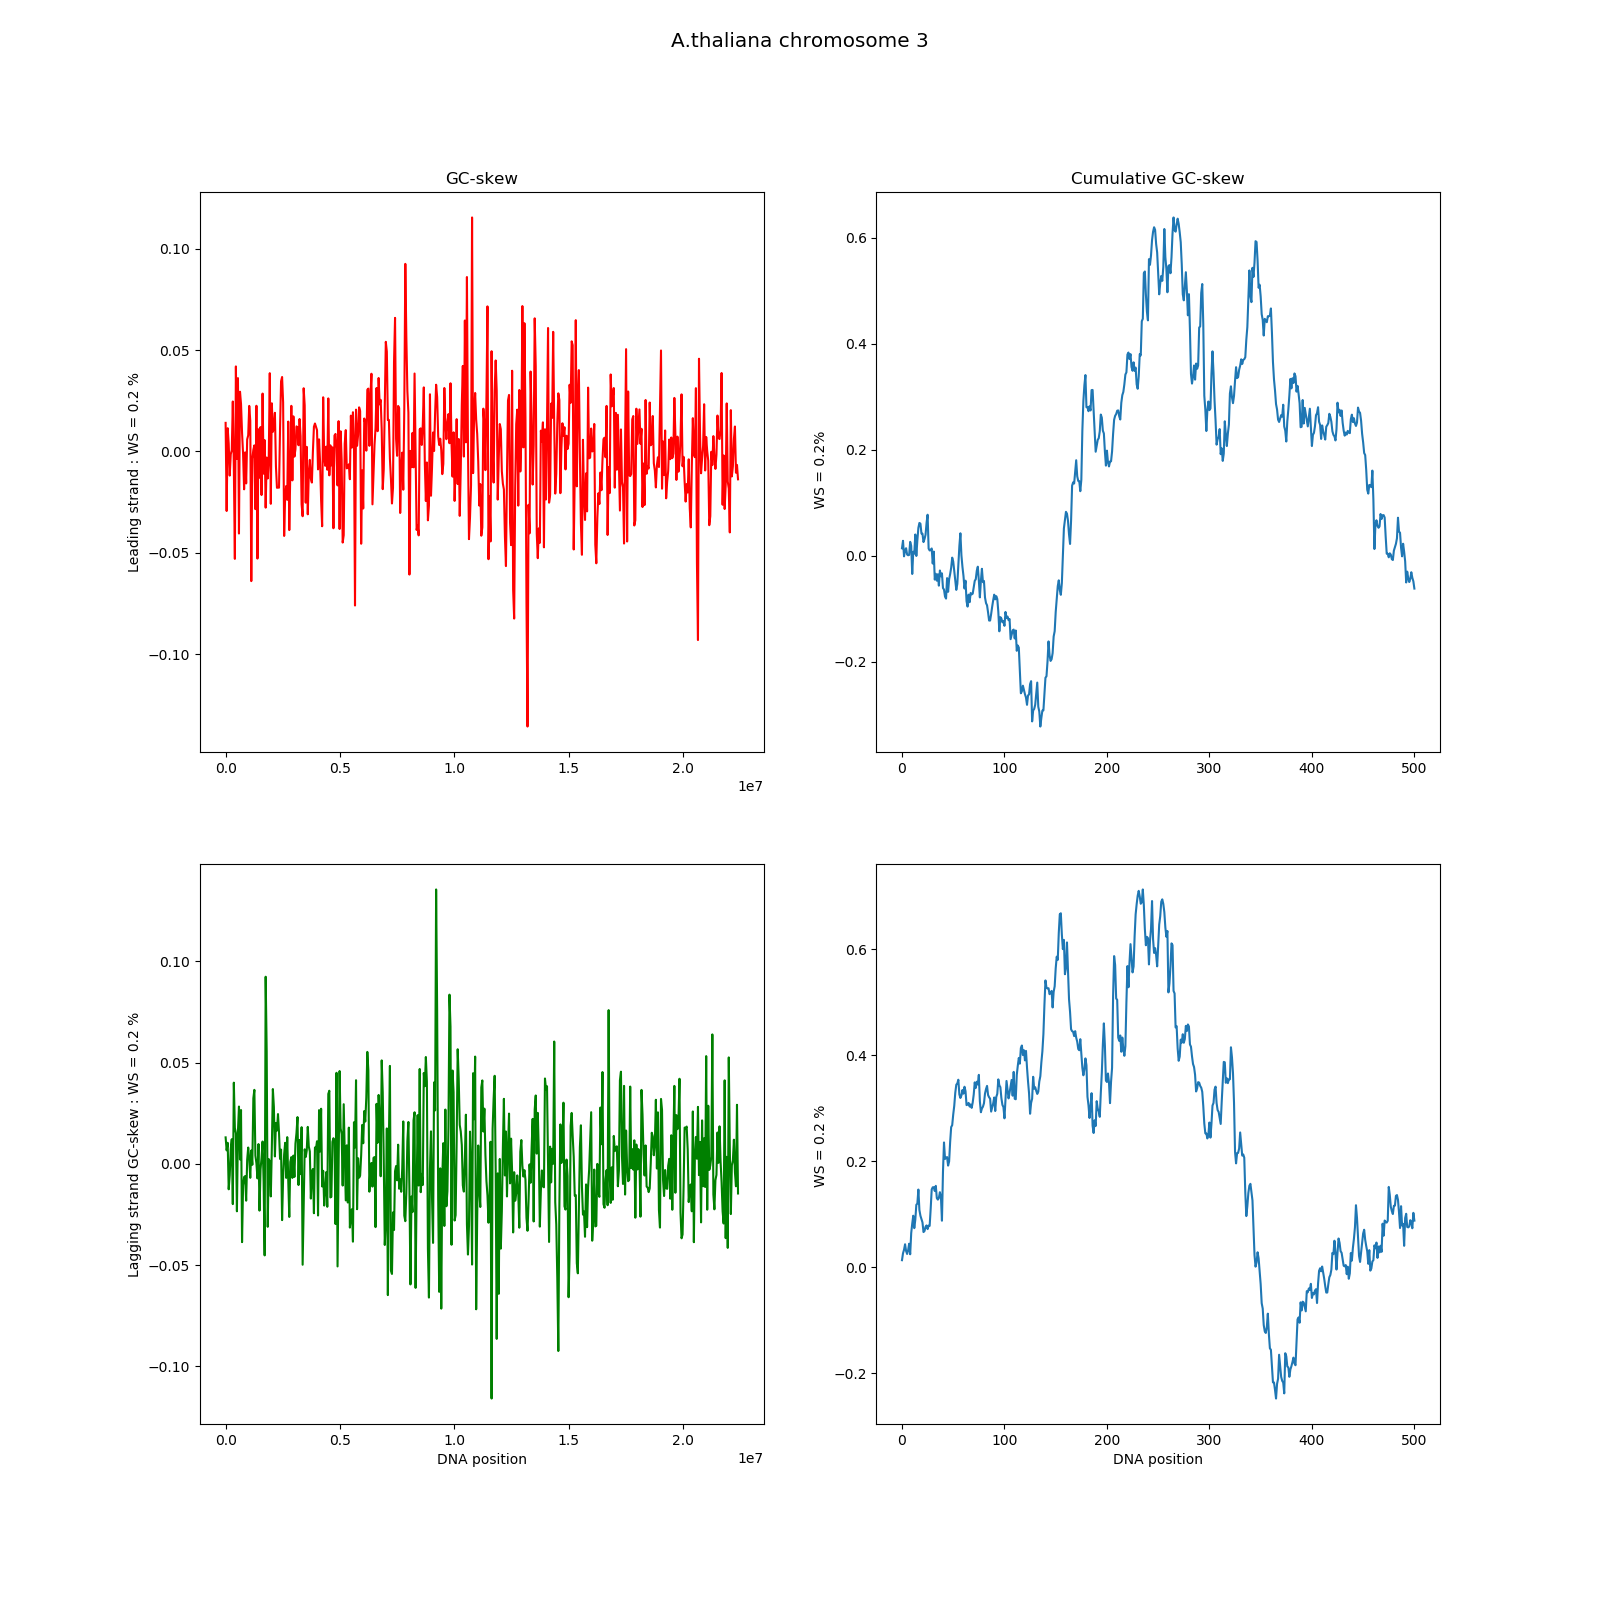 A.thaliana chromosome 3
GC-skew
Leading strand : WS = 0.2 %
0.10
0.05
0.00
−0.05
−0.10
0.0 0.5 1.0 1.5 2.0
1e7
Cumulative GC-skew
WS = 0.2%
0.6
0.4
0.2
0.0
−0.2
0 100 200 300 400 500
Lagging strand GC-skew : WS = 0.2 %
0.10
0.05
0.00
−0.05
−0.10
0.0 0.5 1.0 1.5 2.0
DNA position
1e7
WS = 0.2 %
0.6
0.4
0.2
0.0
−0.2
0 100 200 300 400 500
DNA position